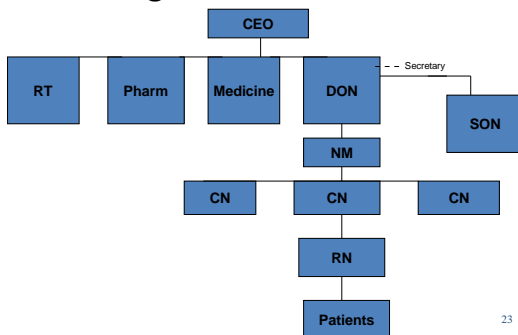 CEO
Secretary
RT Pharm Medicine DON
SON
NM
CN CN CN
RN
Patients
23